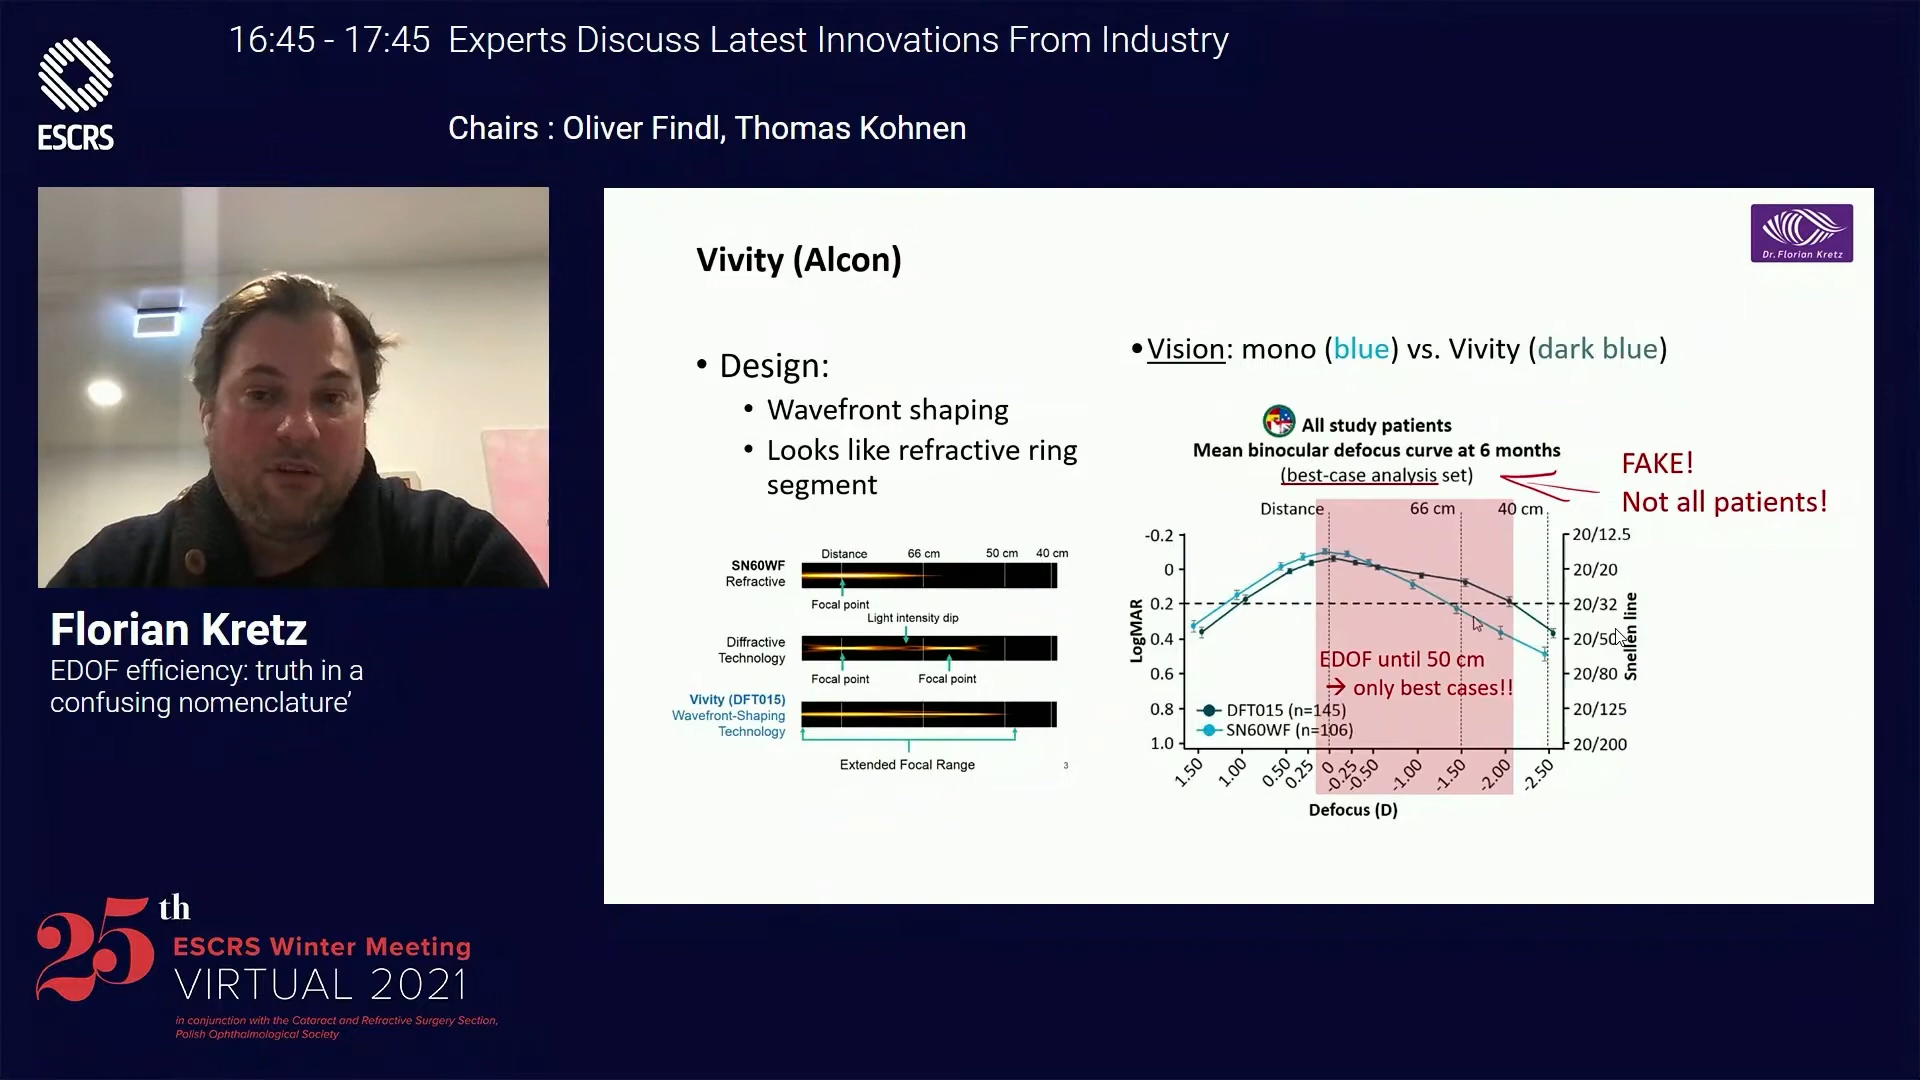 16:45 - 17:45 Experts Discuss Latest Innovations From Industry
ESCRS
Chairs : Oliver Findl, Thomas Kohnen
Florian Kretz
EDOF efficiency: truth in a
confusing nomenclature’
25th
ESCRS Winter Meeting
VIRTUAL 2021
in conjunction with the Cataract and Refractive Surgery Section,
Polish Ophthalmological Society
Dr. Florian Kretz
Vivity (Alcon)
• Design:
• Wavefront shaping
• Looks like refractive ring
segment
Distance 66 cm 50 cm 40 cm
SN60WF
Refractive
Focal point
Light intensity dip
Diffractive
Technology
Focal point Focal point
Vivity (DFT015)
Wavefront-Shaping
Technology
Extended Focal Range
3
• Vision: mono (blue) vs. Vivity (dark blue)
All study patients
Mean binocular defocus curve at 6 months
(best-case analysis set)
FAKE!
Not all patients!
Distance 66 cm 40 cm
-0.2 20/12.5
0 20/20
0.2 20/32
0.4 20/50
0.6 20/80
0.8 20/125
1.0 20/200
LogMAR
Snellen line
EDOF until 50 cm
→ only best cases!!
DFT015 (n=145)
SN60WF (n=106)
1.50 1.00 0.50 0.25 0 -0.25 -0.50 -1.00 -1.50 -2.00 -2.50
Defocus (D)